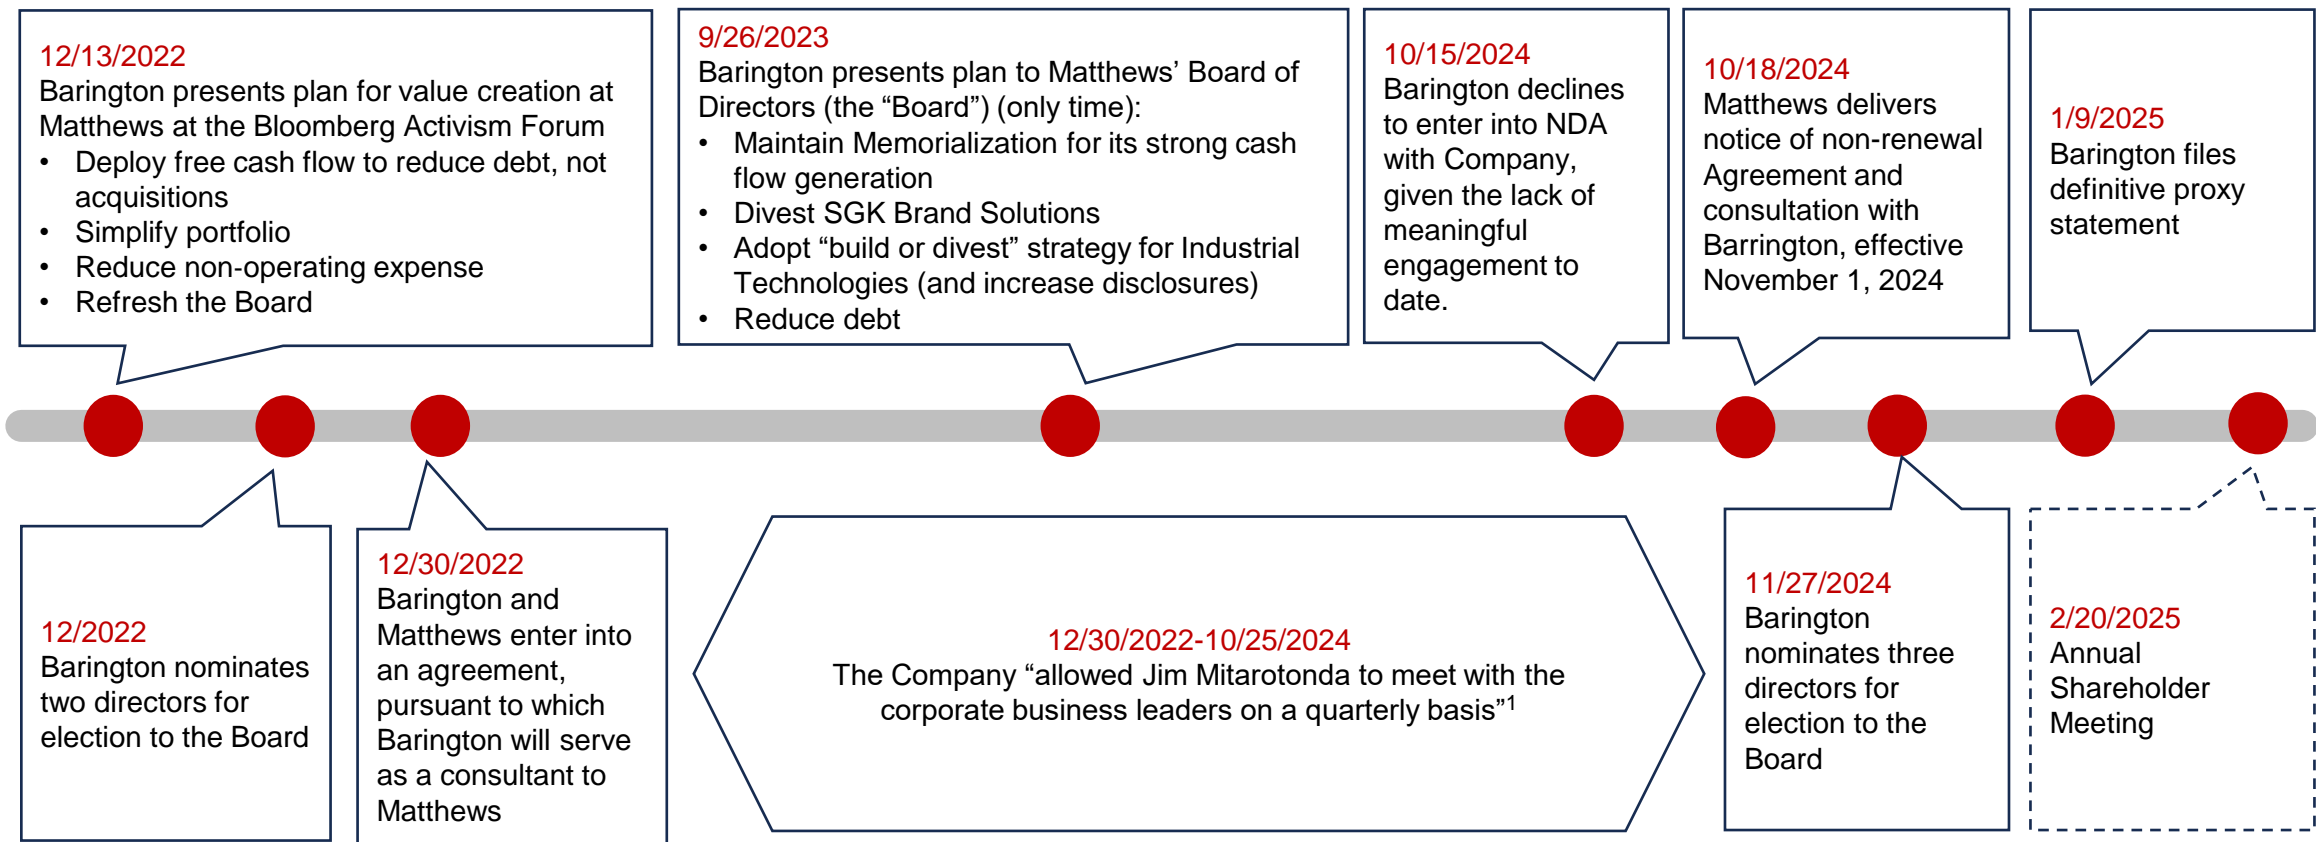 12/13/2022
Barington presents plan for value creation at
Matthews at the Bloomberg Activism Forum
• Deploy free cash flow to reduce debt, not
acquisitions
• Simplify portfolio
• Reduce non-operating expense
• Refresh the Board
9/26/2023
Barington presents plan to Matthews’ Board of
Directors (the “Board”) (only time):
• Maintain Memorialization for its strong cash
flow generation
• Divest SGK Brand Solutions
• Adopt “build or divest” strategy for Industrial
Technologies (and increase disclosures)
• Reduce debt
10/15/2024
Barington declines
to enter into NDA
with Company,
given the lack of
meaningful
engagement to
date.
10/18/2024
Matthews delivers
notice of non-renewal
Agreement and
consultation with
Barrington, effective
November 1, 2024
1/9/2025
Barington files
definitive proxy
statement
12/2022
Barington nominates
two directors for
election to the Board
12/30/2022
Barington and
Matthews enter into
an agreement,
pursuant to which
Barington will serve
as a consultant to
Matthews
12/30/2022-10/25/2024
The Company “allowed Jim Mitarotonda to meet with the
corporate business leaders on a quarterly basis”1
11/27/2024
Barington
nominates three
directors for
election to the
Board
2/20/2025
Annual
Shareholder
Meeting